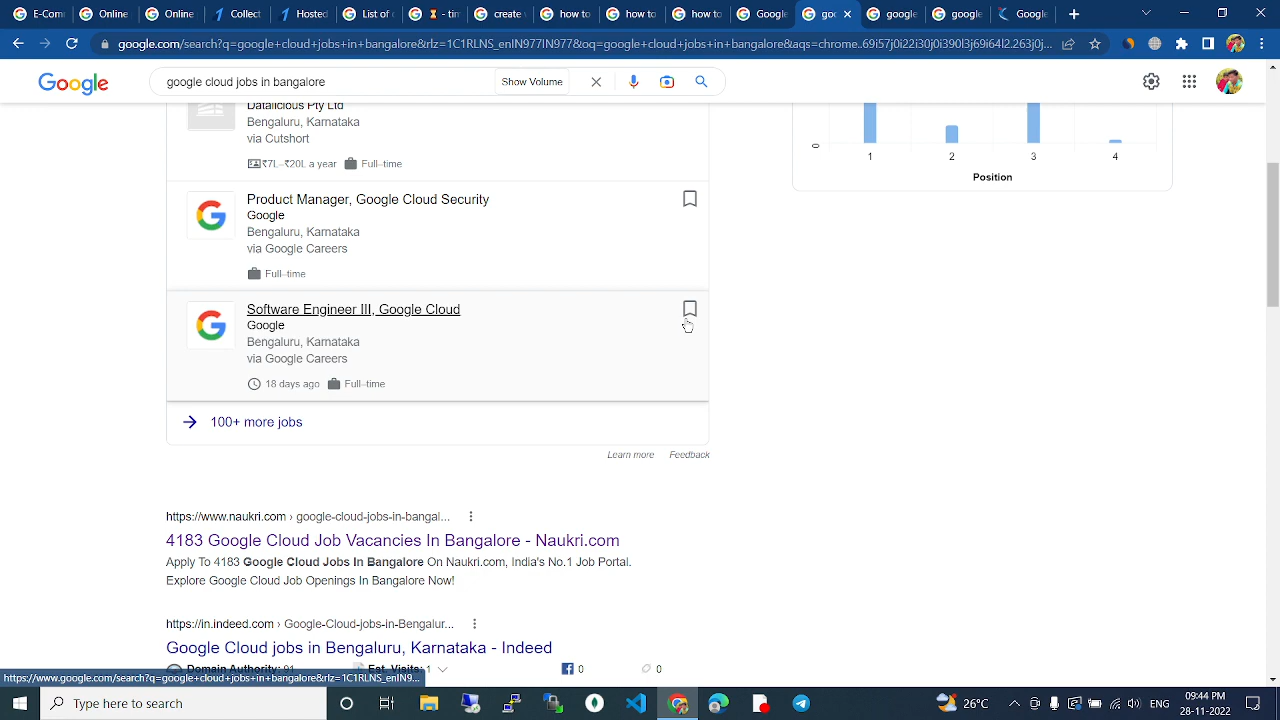 E-Com
Online
Online
Collect
Hosted
List of c
- tim
create v
how to
how to
how to
Google
goo
google
google
Google
google.com/search?q=google+cloud+jobs+in+bangalore&rlz=1C1RLNS_enIN977IN977&oq=google+cloud+jobs+in+bangalore&aqs=chrome..69i57j0i22i30j0i390l3j69i64l2.263j0j...
Google
google cloud jobs in bangalore
Show Volume
Datalicious Pty Ltd
Bengaluru, Karnataka
via Cutshort
₹7L–₹20L a year Full-time
0
1 2 3 4
Position
Product Manager, Google Cloud Security
Google
Bengaluru, Karnataka
via Google Careers
Full-time
Software Engineer III, Google Cloud
Google
Bengaluru, Karnataka
via Google Careers
18 days ago Full-time
100+ more jobs
Learn more Feedback
https://www.naukri.com › google-cloud-jobs-in-bangal...
4183 Google Cloud Job Vacancies In Bangalore - Naukri.com
Apply To 4183 Google Cloud Jobs In Bangalore On Naukri.com, India's No.1 Job Portal.
Explore Google Cloud Job Openings In Bangalore Now!
https://in.indeed.com › Google-Cloud-jobs-in-Bengalur...
Google Cloud jobs in Bengaluru, Karnataka - Indeed
Domain Authority: 91 Est. Visits: 1 0 0
https://www.google.com/search?q=google+cloud+jobs+in+bangalore&rlz=1C1RLNS_enIN9...
Type here to search
26°C
ENG
09:44 PM
28-11-2022